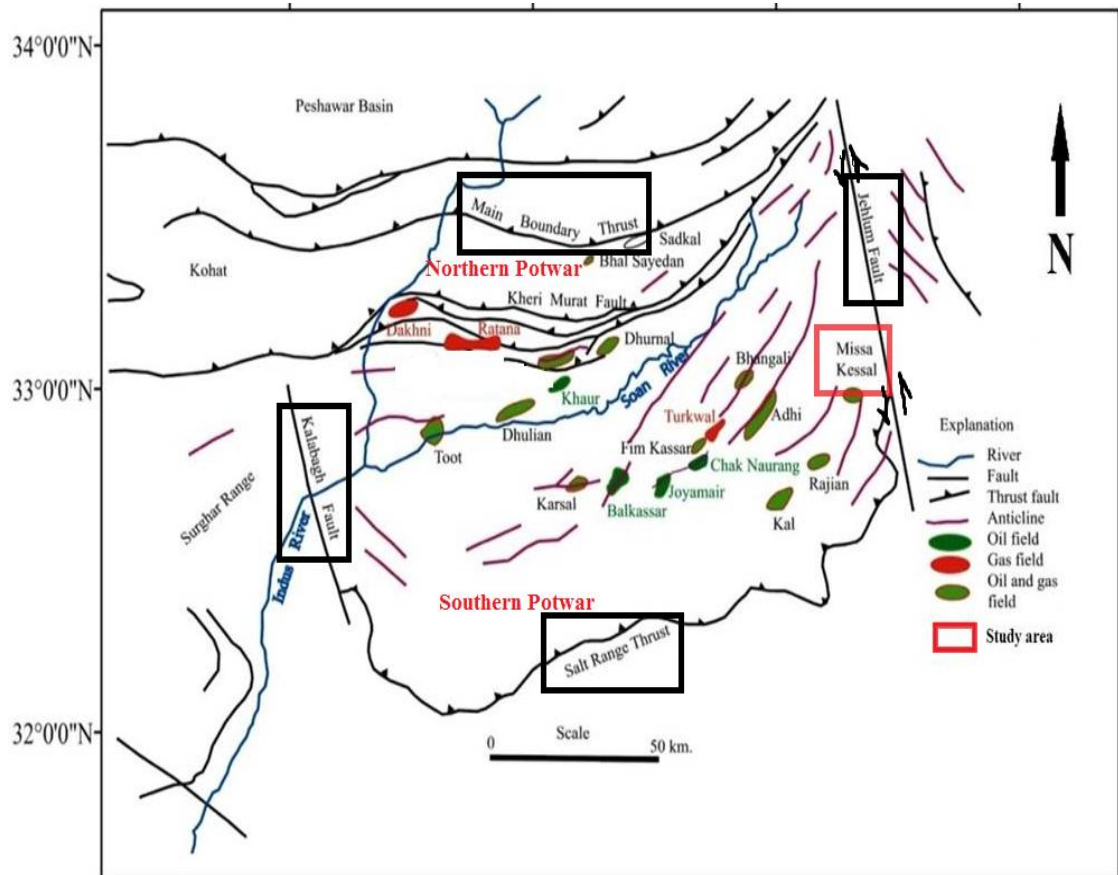 34°0'0"N
Peshawar Basin
Main Boundary Thrust
Sadkal
Bhal Sayedan
Northern Potwar
Kohat
Kheri Murat Fault
Jehlum Fault
N
Dakhni
Ratana
Dhurnal
Missa
Kessal
33°0'0"N
Khaur
Soan River
Bhangali
Turkwal
Adhi
Dhulian
Toot
Fim Kassar
Chak Naurang
Rajian
Karsal
Joyamair
Balkassar
Kal
Kalabagh Fault
Surghar Range
Indus River
Explanation
River
Fault
Thrust fault
Anticline
Oil field
Gas field
Oil and gas
field
Study area
Southern Potwar
Salt Range Thrust
32°0'0"N
Scale
0 50 km.